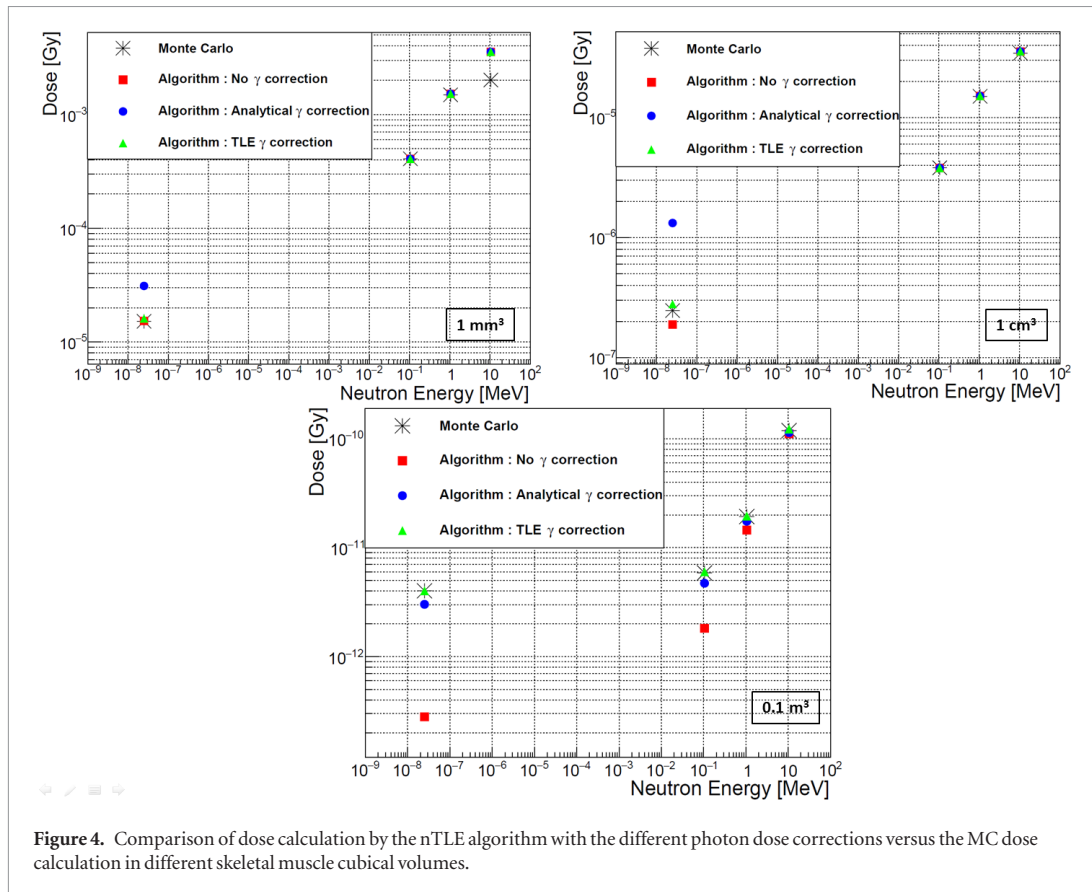 Dose [Gy]
Monte Carlo
Algorithm : No γ correction
Algorithm : Analytical γ correction
Algorithm : TLE γ correction
10⁻³
10⁻⁴
10⁻⁵
1 mm³
10⁻⁹ 10⁻⁸ 10⁻⁷ 10⁻⁶ 10⁻⁵ 10⁻⁴ 10⁻³ 10⁻² 10⁻¹ 1 10 10²
Neutron Energy [MeV]
Dose [Gy]
Monte Carlo
Algorithm : No γ correction
Algorithm : Analytical γ correction
Algorithm : TLE γ correction
10⁻⁵
10⁻⁶
10⁻⁷
1 cm³
10⁻⁹ 10⁻⁸ 10⁻⁷ 10⁻⁶ 10⁻⁵ 10⁻⁴ 10⁻³ 10⁻² 10⁻¹ 1 10 10²
Neutron Energy [MeV]
Dose [Gy]
Monte Carlo
Algorithm : No γ correction
Algorithm : Analytical γ correction
Algorithm : TLE γ correction
10⁻¹⁰
10⁻¹¹
10⁻¹²
0.1 m³
10⁻⁹ 10⁻⁸ 10⁻⁷ 10⁻⁶ 10⁻⁵ 10⁻⁴ 10⁻³ 10⁻² 10⁻¹ 1 10 10²
Neutron Energy [MeV]
Figure 4. Comparison of dose calculation by the nTLE algorithm with the different photon dose corrections versus the MC dose
calculation in different skeletal muscle cubical volumes.